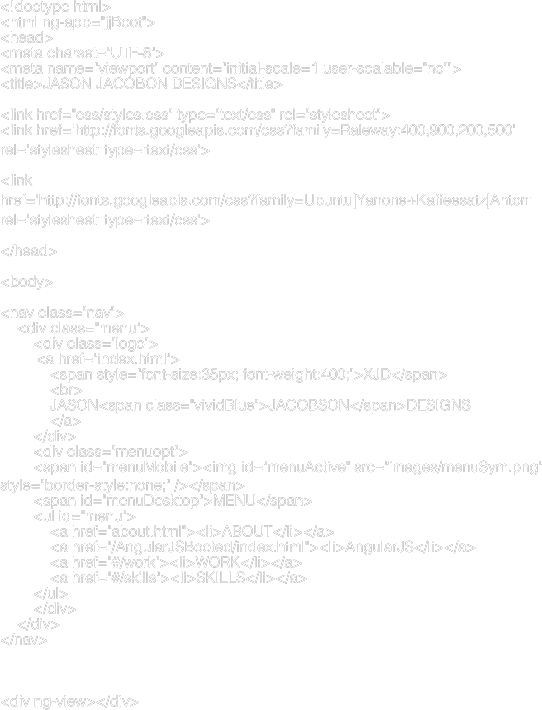 <!doctype html>
<html ng-app="jjBoot">
<head>
<meta charset="UTF-8">
<meta name="viewport" content="initial-scale=1 user-scalable="no"">
<title>JASON JACOBON DESIGNS</title>
<link href="css/styles.css" type="text/css" rel="stylesheet">
<link href='http://fonts.googleapis.com/css?family=Raleway:400,900,200,500'
rel='stylesheet' type='text/css'>
<link
href='http://fonts.googleapis.com/css?family=Ubuntu|Yanone+Kaffeesatz|Anton'
rel='stylesheet' type='text/css'>
</head>
<body>
<nav class="nav">
<div class="menu">
<div class="logo">
<a href="index.html">
<span style="font-size:35px; font-weight:400;">XJD</span>
<br>
JASON<span class="vividBlue">JACOBSON</span>DESIGNS
</a>
</div>
<div class="menuopt">
<span id="menuMobile"><img id="menuActive" src="images/menuSym.png"
style="border-style:none;" /></span>
<span id="menuDesktop">MENU</span>
<ul id="menu">
<a href="about.html"><li>ABOUT</li></a>
<a href="/AngularJSBooted/index.html"><li>AngularJS</li></a>
<a href="#/work"><li>WORK</li></a>
<a href="#/skills"><li>SKILLS</li></a>
</ul>
</div>
</div>
</nav>
<div ng-view></div>